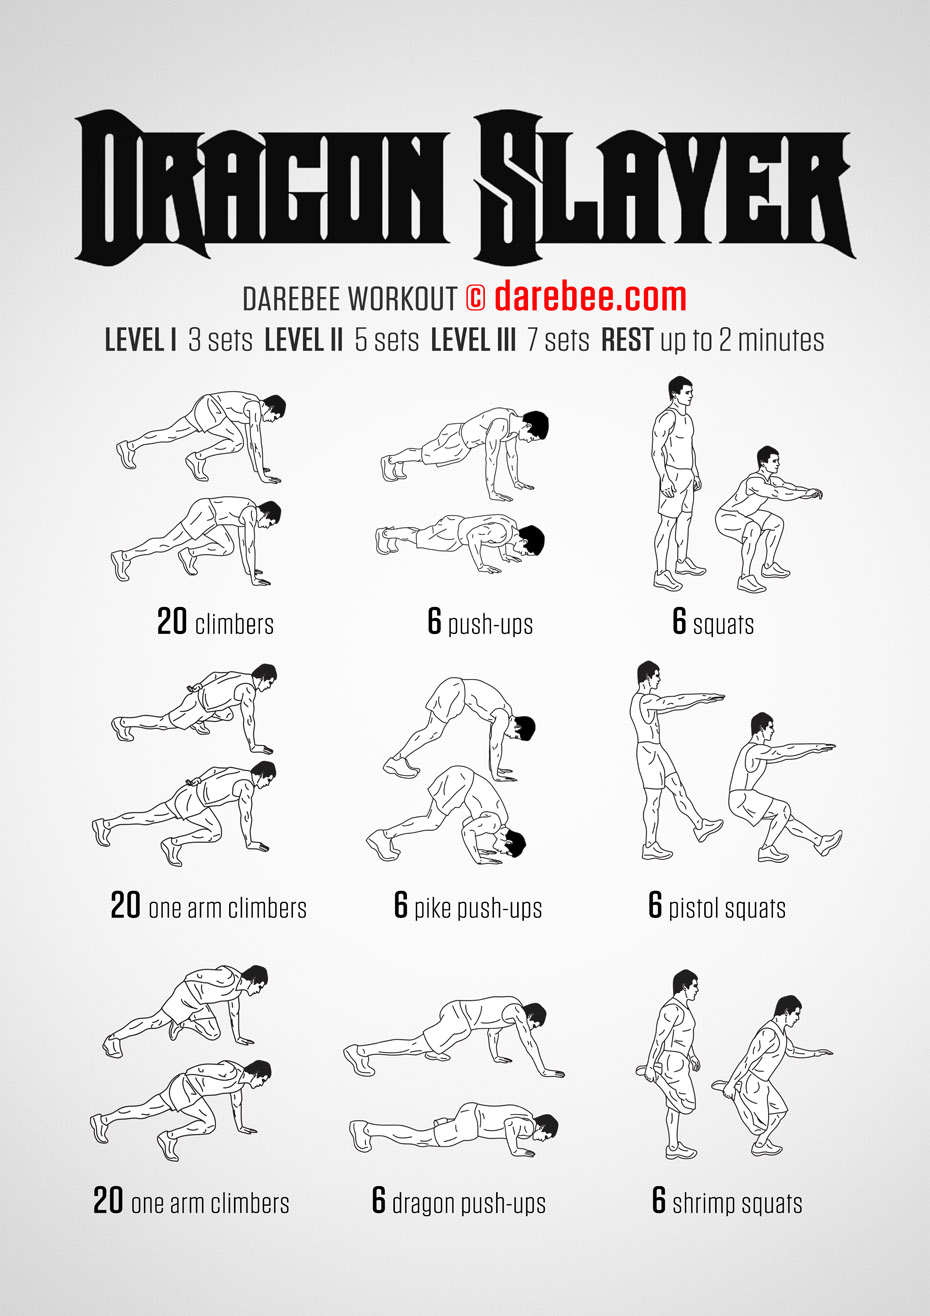 DRAGON SLAYER
DAREBEE WORKOUT © darebee.com
LEVEL I 3 sets LEVEL II 5 sets LEVEL III 7 sets REST up to 2 minutes
20 climbers
6 push-ups
6 squats
20 one arm climbers
6 pike push-ups
6 pistol squats
20 one arm climbers
6 dragon push-ups
6 shrimp squats